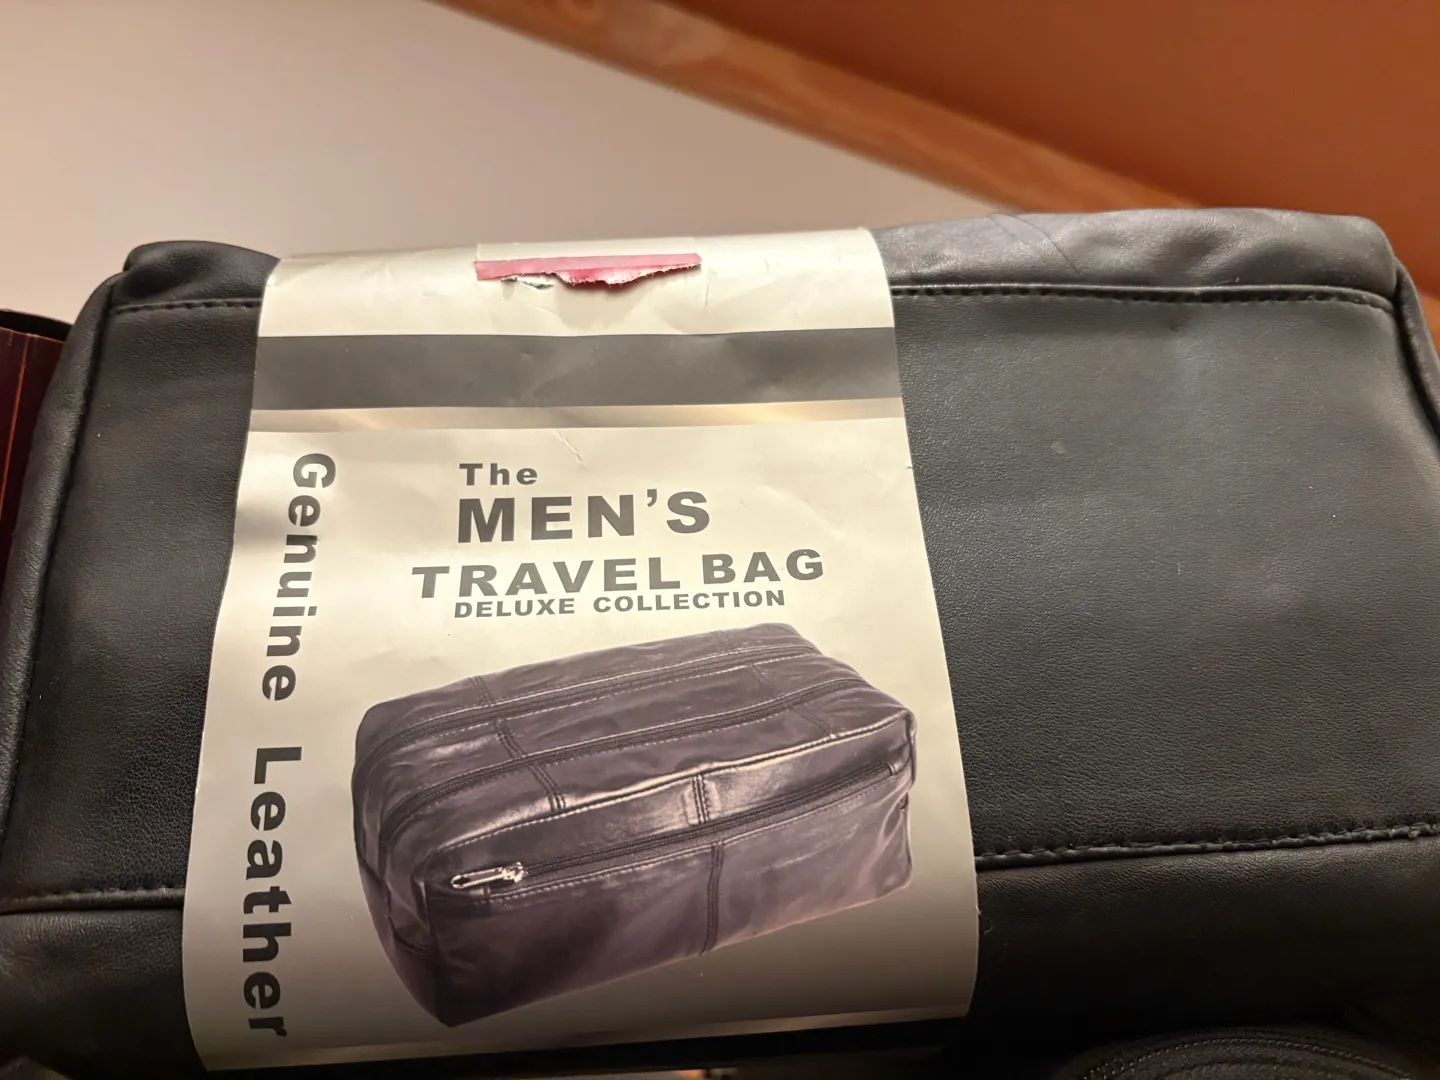 The
MEN'S
TRAVEL BAG
DELUXE COLLECTION
Genuine Leather